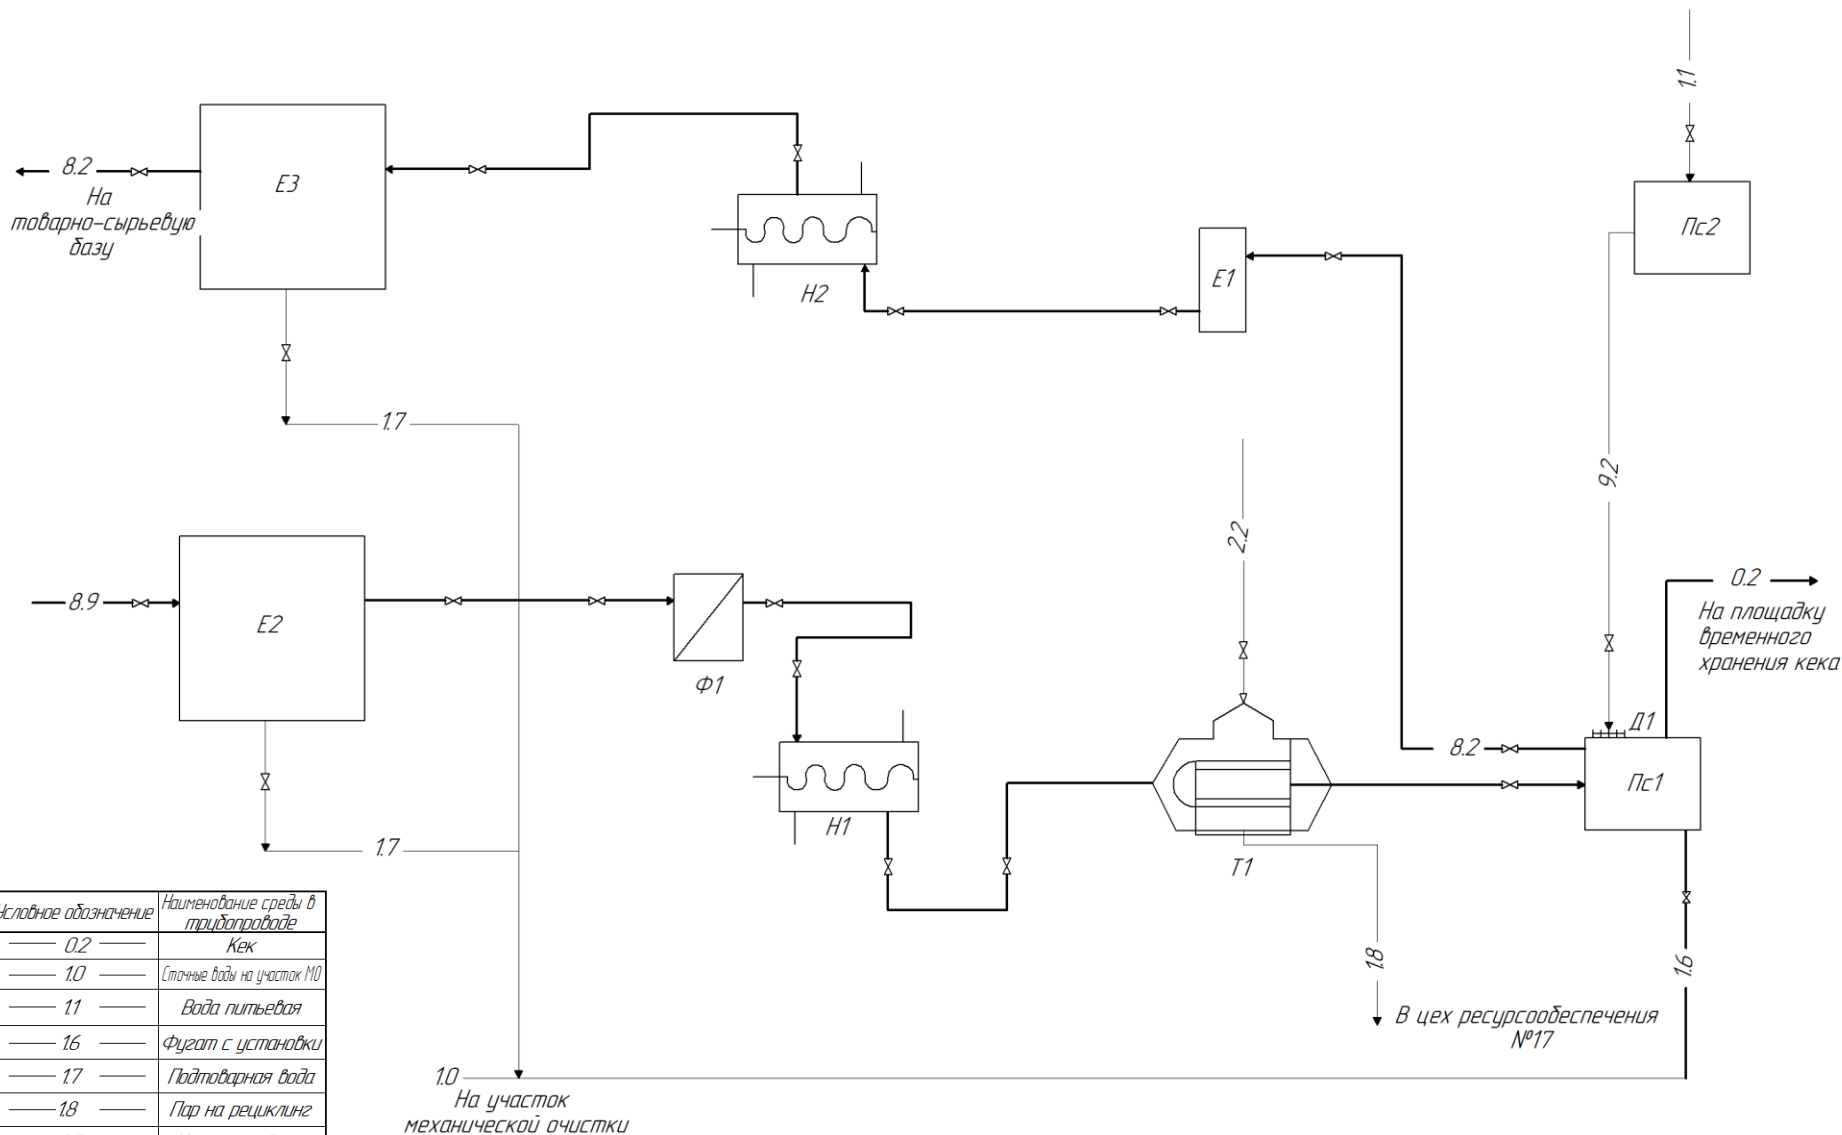 1.1
8.2
На
товарно-сырьевую
базу
Е3
Н2
Е1
Пс2
1.7
9.2
2.2
8.9
Е2
Ф1
0.2
На площадку
временного
хранения кека
Д1
8.2
Пс1
Н1
Т1
1.7
1.8
1.6
В цех ресурсообеспечения
№17
1.0
На участок
механической очистки
Условное обозначение
Наименование среды в
трубопроводе
0.2 Кек
1.0 Сточные воды на участок МО
1.1 Вода питьевая
1.6 Фугат с установки
1.7 Подтоварная вода
1.8 Пар на рециклинг